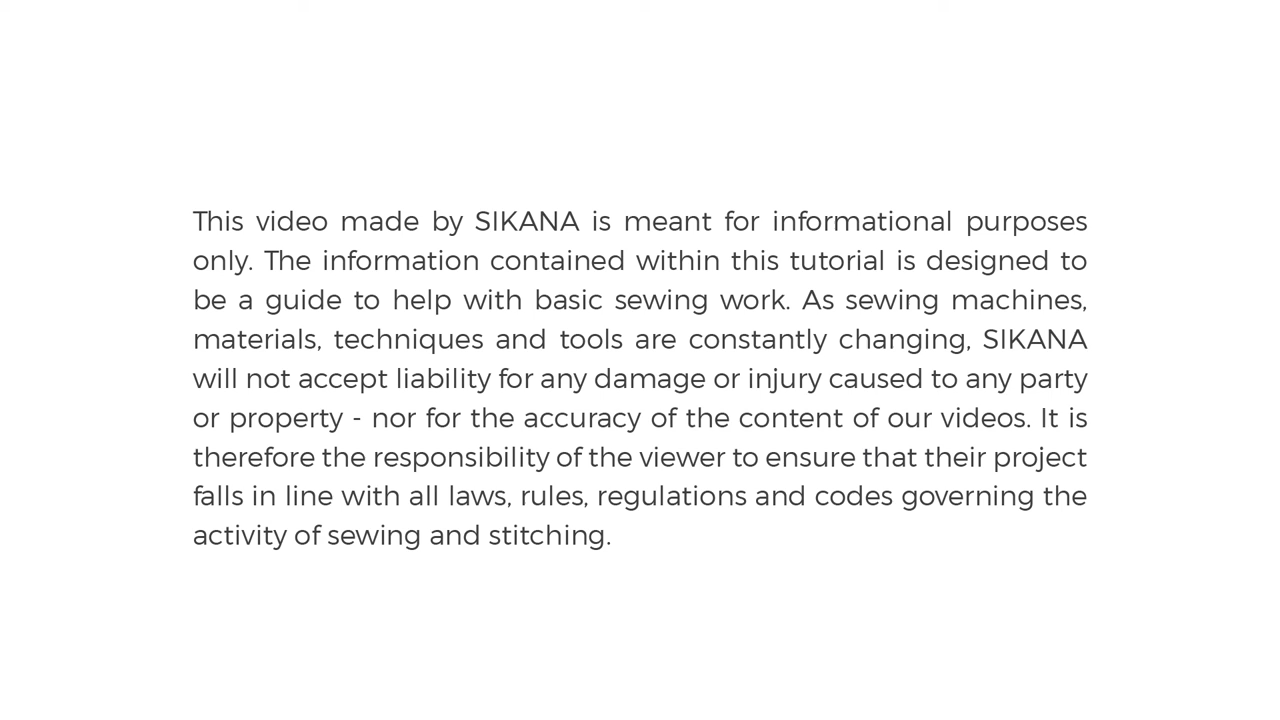 This video made by SIKANA is meant for informational purposes
only. The information contained within this tutorial is designed to
be a guide to help with basic sewing work. As sewing machines,
materials, techniques and tools are constantly changing, SIKANA
will not accept liability for any damage or injury caused to any party
or property - nor for the accuracy of the content of our videos. It is
therefore the responsibility of the viewer to ensure that their project
falls in line with all laws, rules, regulations and codes governing the
activity of sewing and stitching.